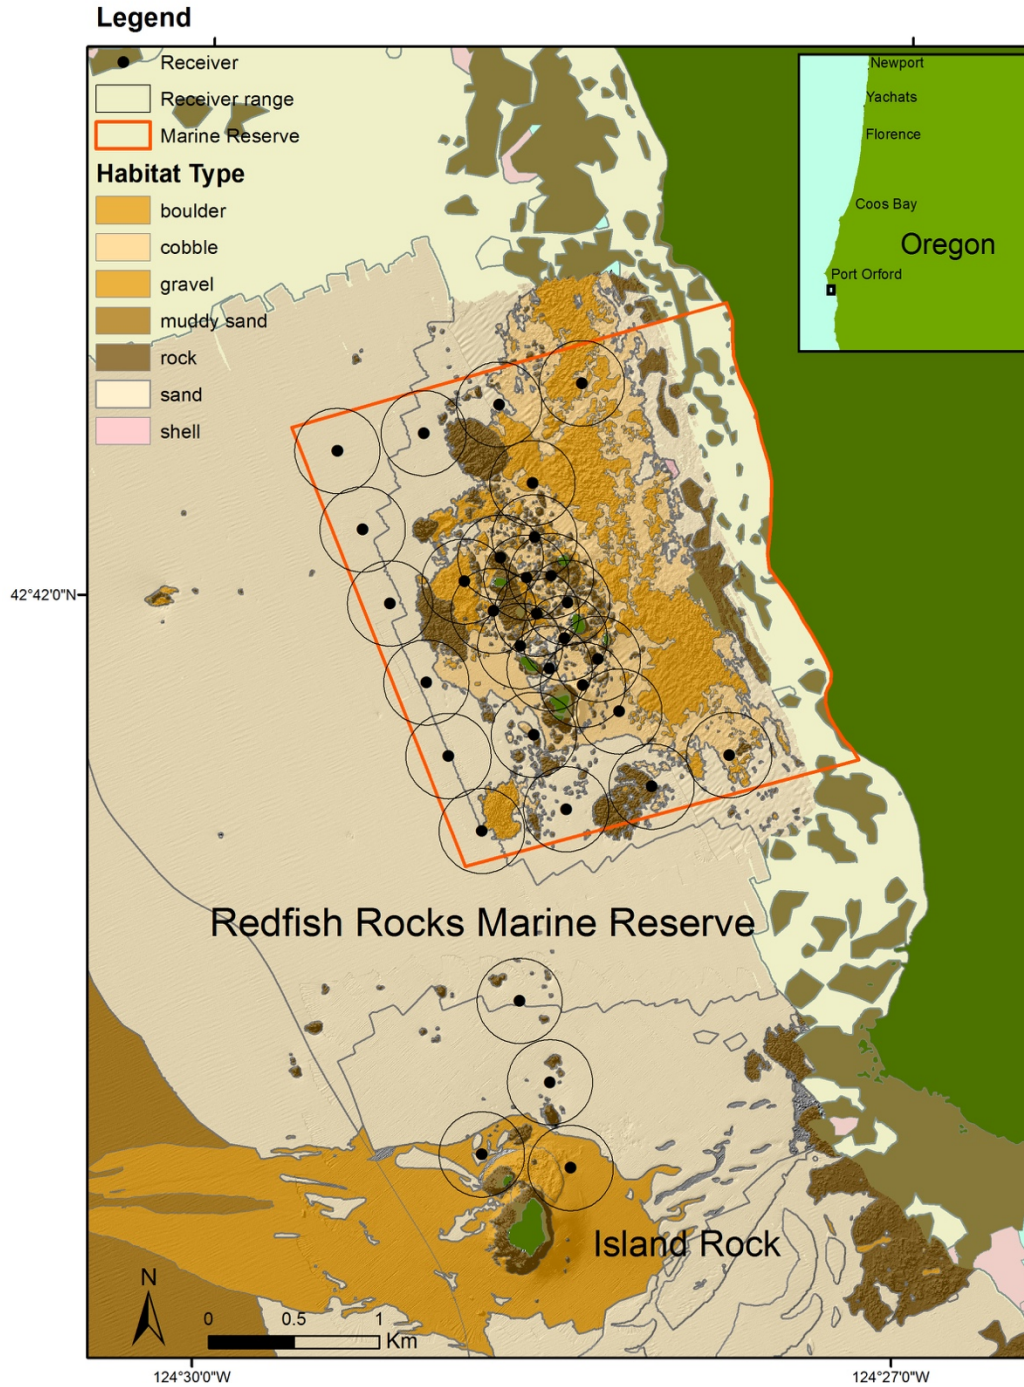 Legend
Receiver
Receiver range
Marine Reserve
Habitat Type
boulder
cobble
gravel
muddy sand
rock
sand
shell
Newport
Yachats
Florence
Coos Bay
Oregon
Port Orford
42°42'0"N
Redfish Rocks Marine Reserve
Island Rock
N
0 0.5 1
Km
124°30'0"W
124°27'0"W